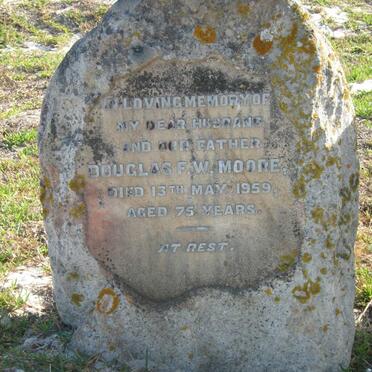 IN LOVING MEMORY OF
MY DEAR HUSBAND
AND OUR FATHER
DOUGLAS F. W. MOORE
DIED 13TH MAY, 1959,
AGED 75 YEARS.
AT REST.